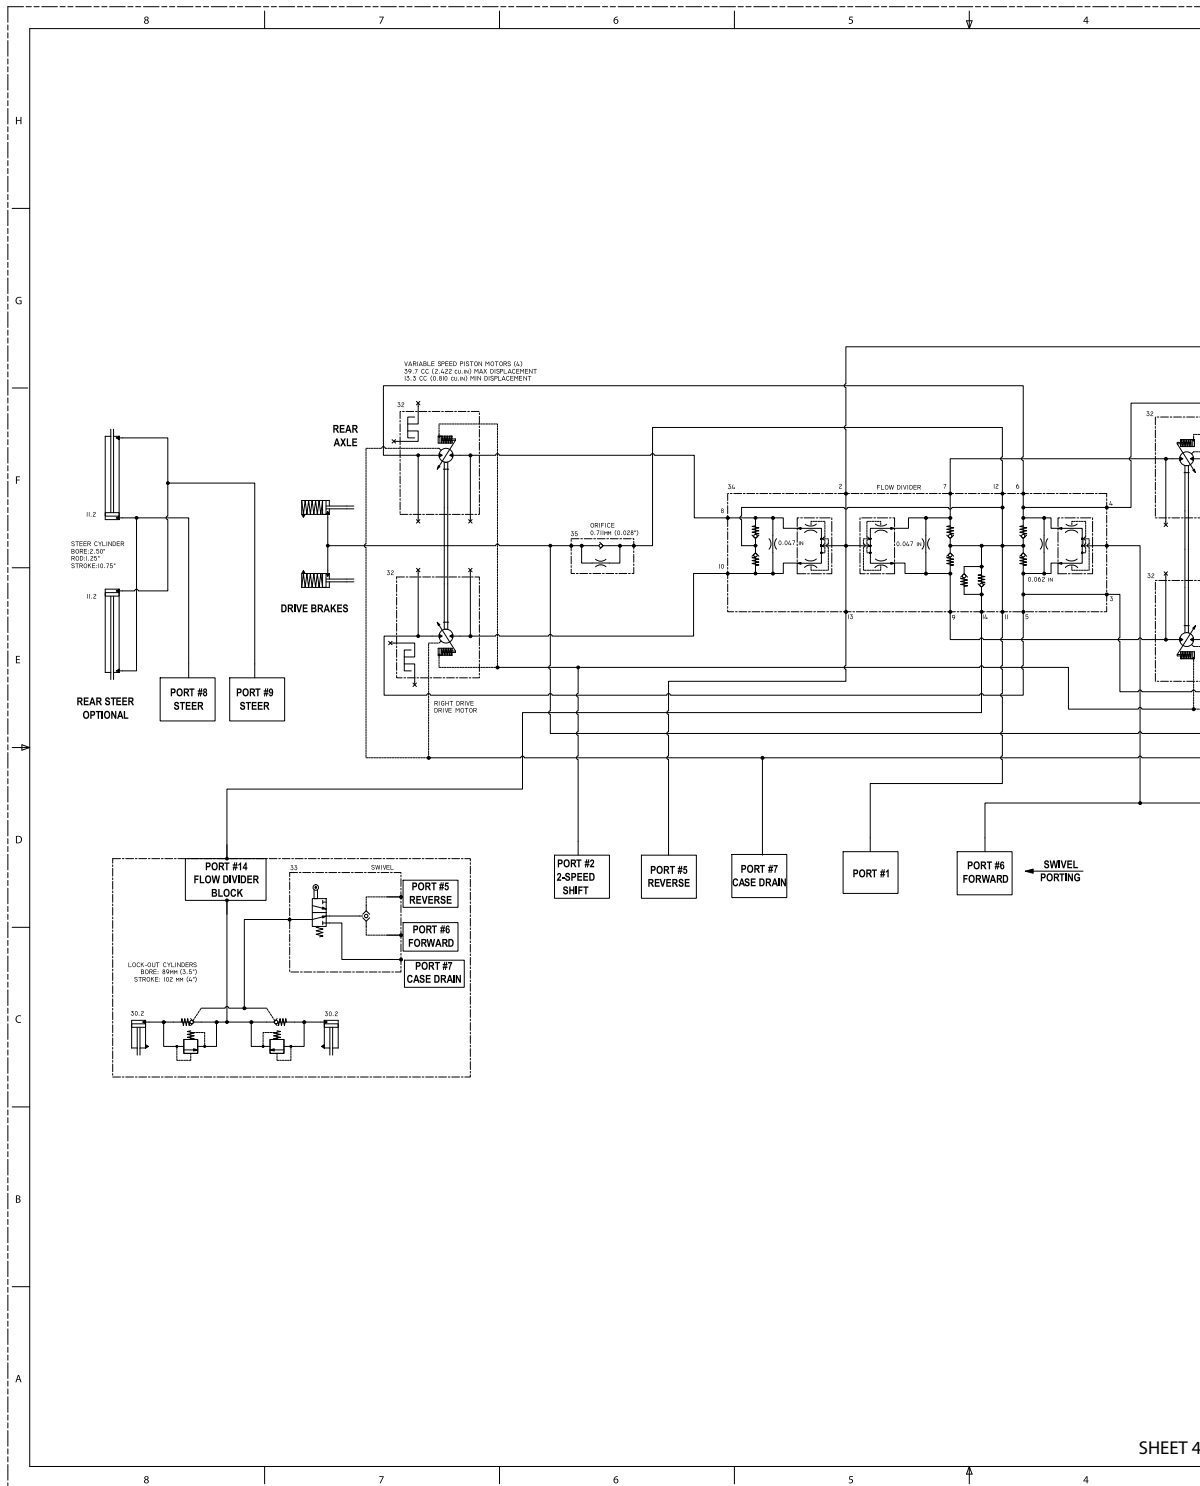 8
7
6
5
4
H
G
F
E
D
C
B
A
VARIABLE SPEED PISTON MOTORS (4)
39.7 CC (2.422 CU.IN) MAX DISPLACEMENT
13.3 CC (0.810 CU.IN) MIN DISPLACEMENT
32
REAR
AXLE
32
11.2
STEER CYLINDER
BORE:2.50"
ROD:1.25"
STROKE:10.75"
11.2
REAR STEER
OPTIONAL
PORT #8
STEER
PORT #9
STEER
DRIVE BRAKES
32
RIGHT DRIVE
DRIVE MOTOR
ORIFICE
35
0.711MM (0.028")
34
2
FLOW DIVIDER
7
12
6
8
4
0.047 IN
0.047 IN
10
0.062 IN
3
13
9
14
11
5
32
PORT #2
2-SPEED
SHIFT
PORT #5
REVERSE
PORT #7
CASE DRAIN
PORT #1
PORT #6
FORWARD
SWIVEL
PORTING
PORT #14
FLOW DIVIDER
BLOCK
33
SWIVEL
PORT #5
REVERSE
PORT #6
FORWARD
PORT #7
CASE DRAIN
LOCK-OUT CYLINDERS
BORE: 89MM (3.5")
STROKE: 102 MM (4")
30.2
30.2
SHEET 4
8
7
6
5
4